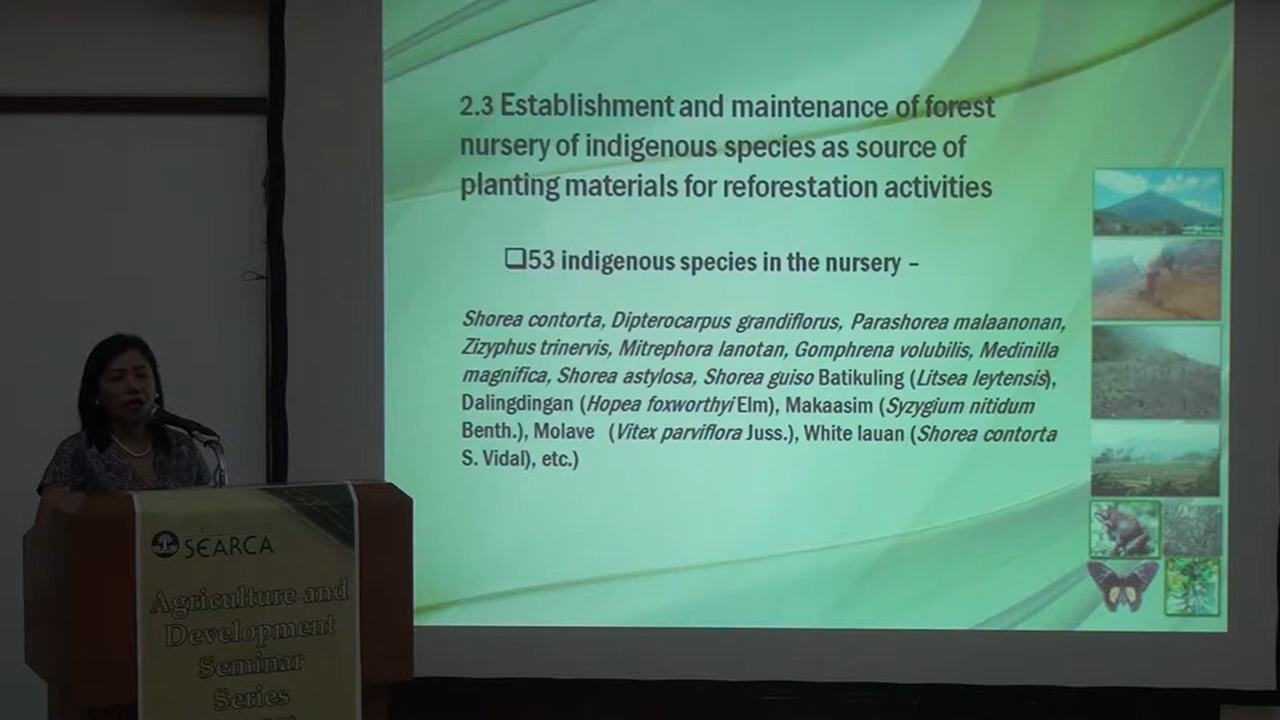 2.3 Establishment and maintenance of forest
nursery of indigenous species as source of
planting materials for reforestation activities
❑53 indigenous species in the nursery –
Shorea contorta, Dipterocarpus grandiflorus, Parashorea malaanonan,
Zizyphus trinervis, Mitrephora lanotan, Gomphrena volubilis, Medinilla
magnifica, Shorea astylosa, Shorea guiso Batikuling (Litsea leytensis),
Dalingdingan (Hopea foxworthyi Elm), Makaasim (Syzygium nitidum
Benth.), Molave (Vitex parviflora Juss.), White lauan (Shorea contorta
S. Vidal), etc.)
SEARCA
Agriculture and
Development
Seminar
Series